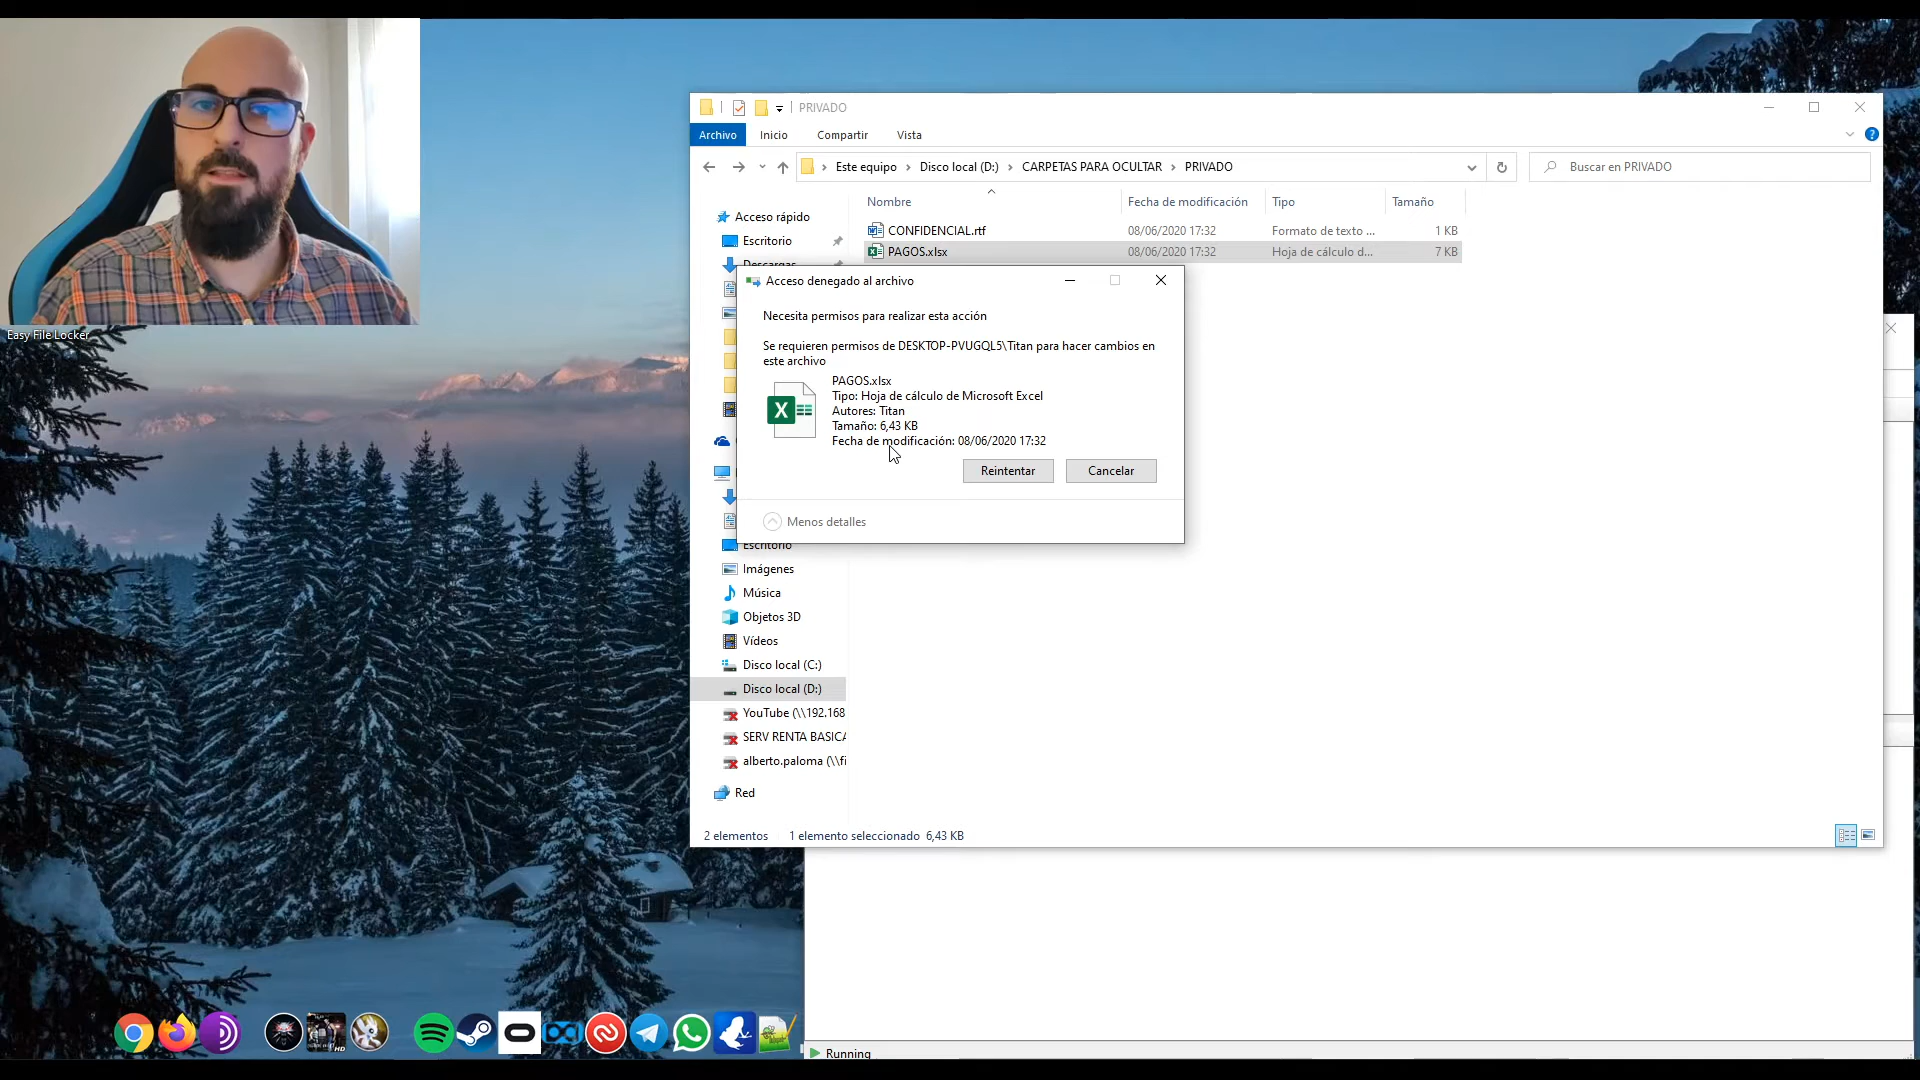 Easy File Locker
PRIVADO
Archivo
Inicio
Compartir
Vista
Este equipo
Disco local (D:)
CARPETAS PARA OCULTAR
PRIVADO
Buscar en PRIVADO
Nombre
Fecha de modificación
Tipo
Tamaño
CONFIDENCIAL.rtf
08/06/2020 17:32
Formato de texto ...
1 KB
PAGOS.xlsx
08/06/2020 17:32
Hoja de cálculo d...
7 KB
Acceso rápido
Escritorio
Descargas
Acceso denegado al archivo
Necesita permisos para realizar esta acción
Se requieren permisos de DESKTOP-PVUGQL5\Titan para hacer cambios en
este archivo
PAGOS.xlsx
Tipo: Hoja de cálculo de Microsoft Excel
Autores: Titan
Tamaño: 6,43 KB
Fecha de modificación: 08/06/2020 17:32
Reintentar
Cancelar
Menos detalles
Escritorio
Imágenes
Música
Objetos 3D
Vídeos
Disco local (C:)
Disco local (D:)
YouTube (\\192.168
SERV RENTA BASICA
alberto.paloma (\\fi
Red
2 elementos
1 elemento seleccionado 6,43 KB
HD
Running